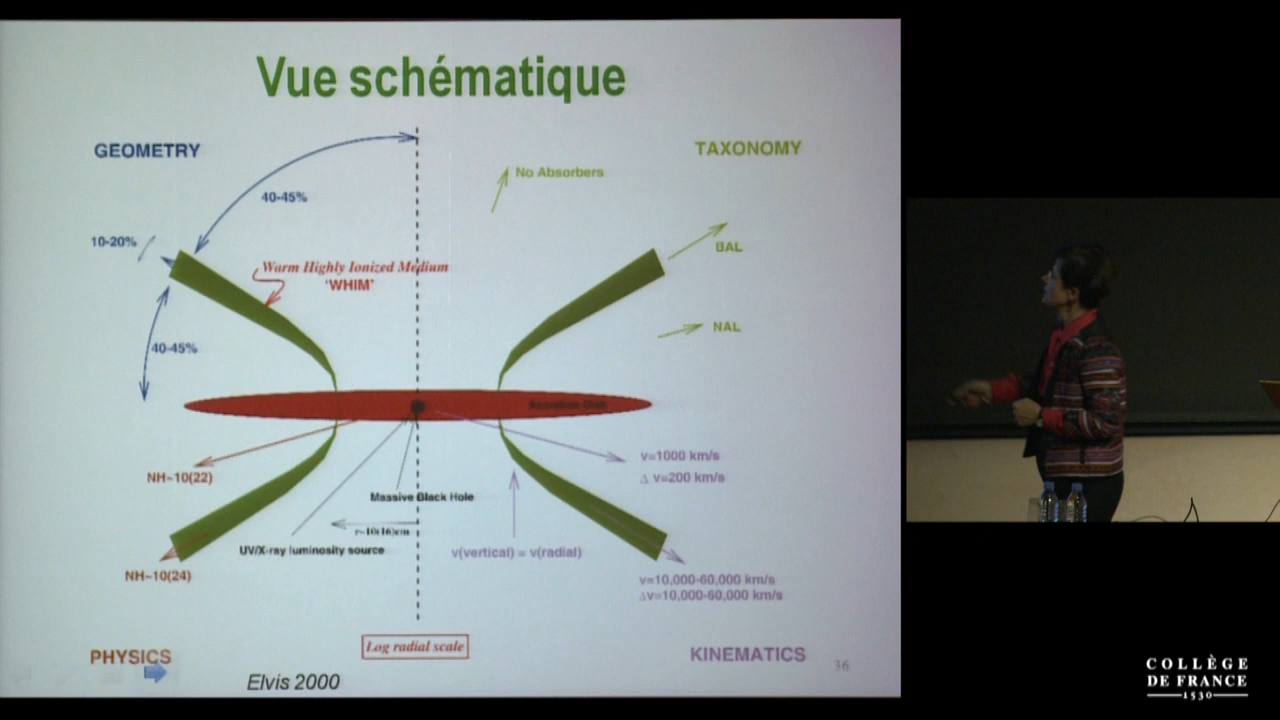 Vue schématique
GEOMETRY
TAXONOMY
40-45%
No Absorbers
10-20%
BAL
Warm Highly Ionized Medium
'WHIM'
NAL
40-45%
Accretion Disk
v=1000 km/s
NH~10(22)
Δ v=200 km/s
Massive Black Hole
r~10(16)cm
UV/X-ray luminosity source
v(vertical) = v(radial)
NH~10(24)
v=10,000-60,000 km/s
Δv=10,000-60,000 km/s
Log radial scale
PHYSICS
KINEMATICS
36
Elvis 2000
COLLÈGE
DE FRANCE
1530